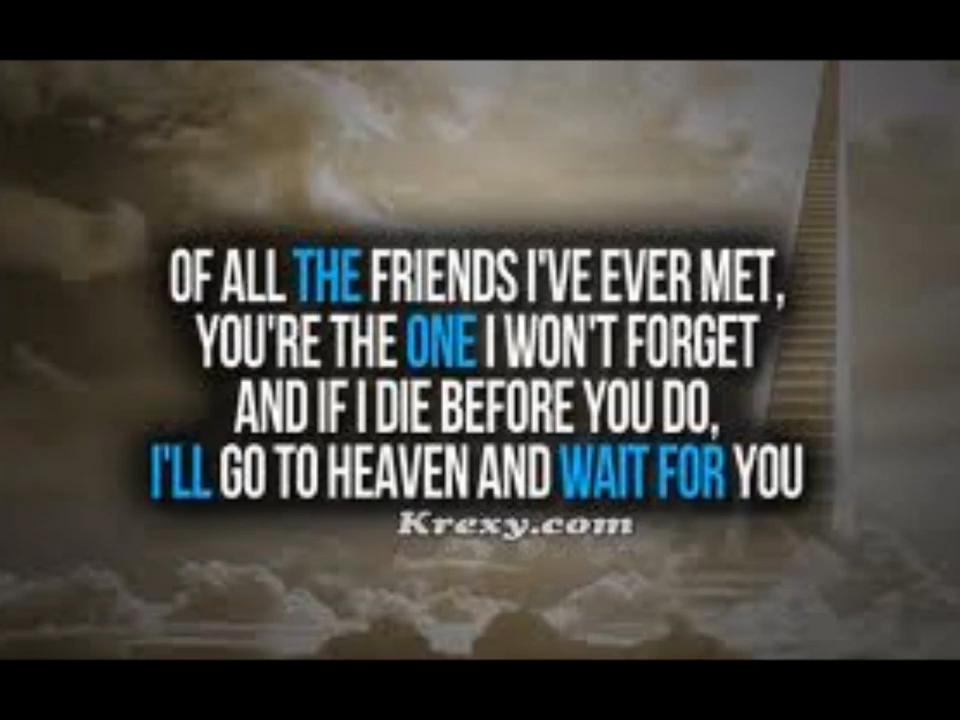 OF ALL THE FRIENDS I'VE EVER MET,
YOU'RE THE ONE I WON'T FORGET
AND IF I DIE BEFORE YOU DO,
I'LL GO TO HEAVEN AND WAIT FOR YOU
Krexy.com